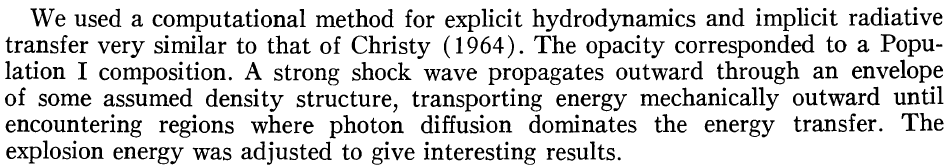 We used a computational method for explicit hydrodynamics and implicit radiative
transfer very similar to that of Christy (1964). The opacity corresponded to a Popu-
lation I composition. A strong shock wave propagates outward through an envelope
of some assumed density structure, transporting energy mechanically outward until
encountering regions where photon diffusion dominates the energy transfer. The
explosion energy was adjusted to give interesting results.